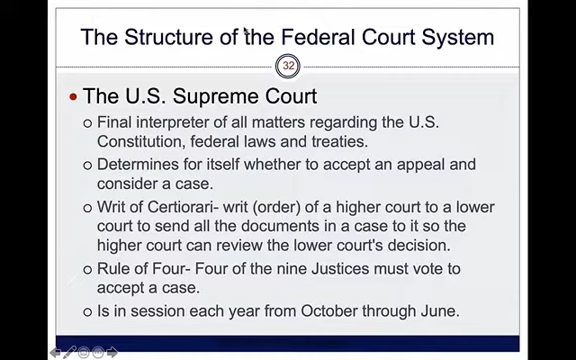 The Structure of the Federal Court System
32
• The U.S. Supreme Court
o Final interpreter of all matters regarding the U.S.
Constitution, federal laws and treaties.
o Determines for itself whether to accept an appeal and
consider a case.
o Writ of Certiorari- writ (order) of a higher court to a lower
court to send all the documents in a case to it so the
higher court can review the lower court's decision.
o Rule of Four- Four of the nine Justices must vote to
accept a case.
o Is in session each year from October through June.